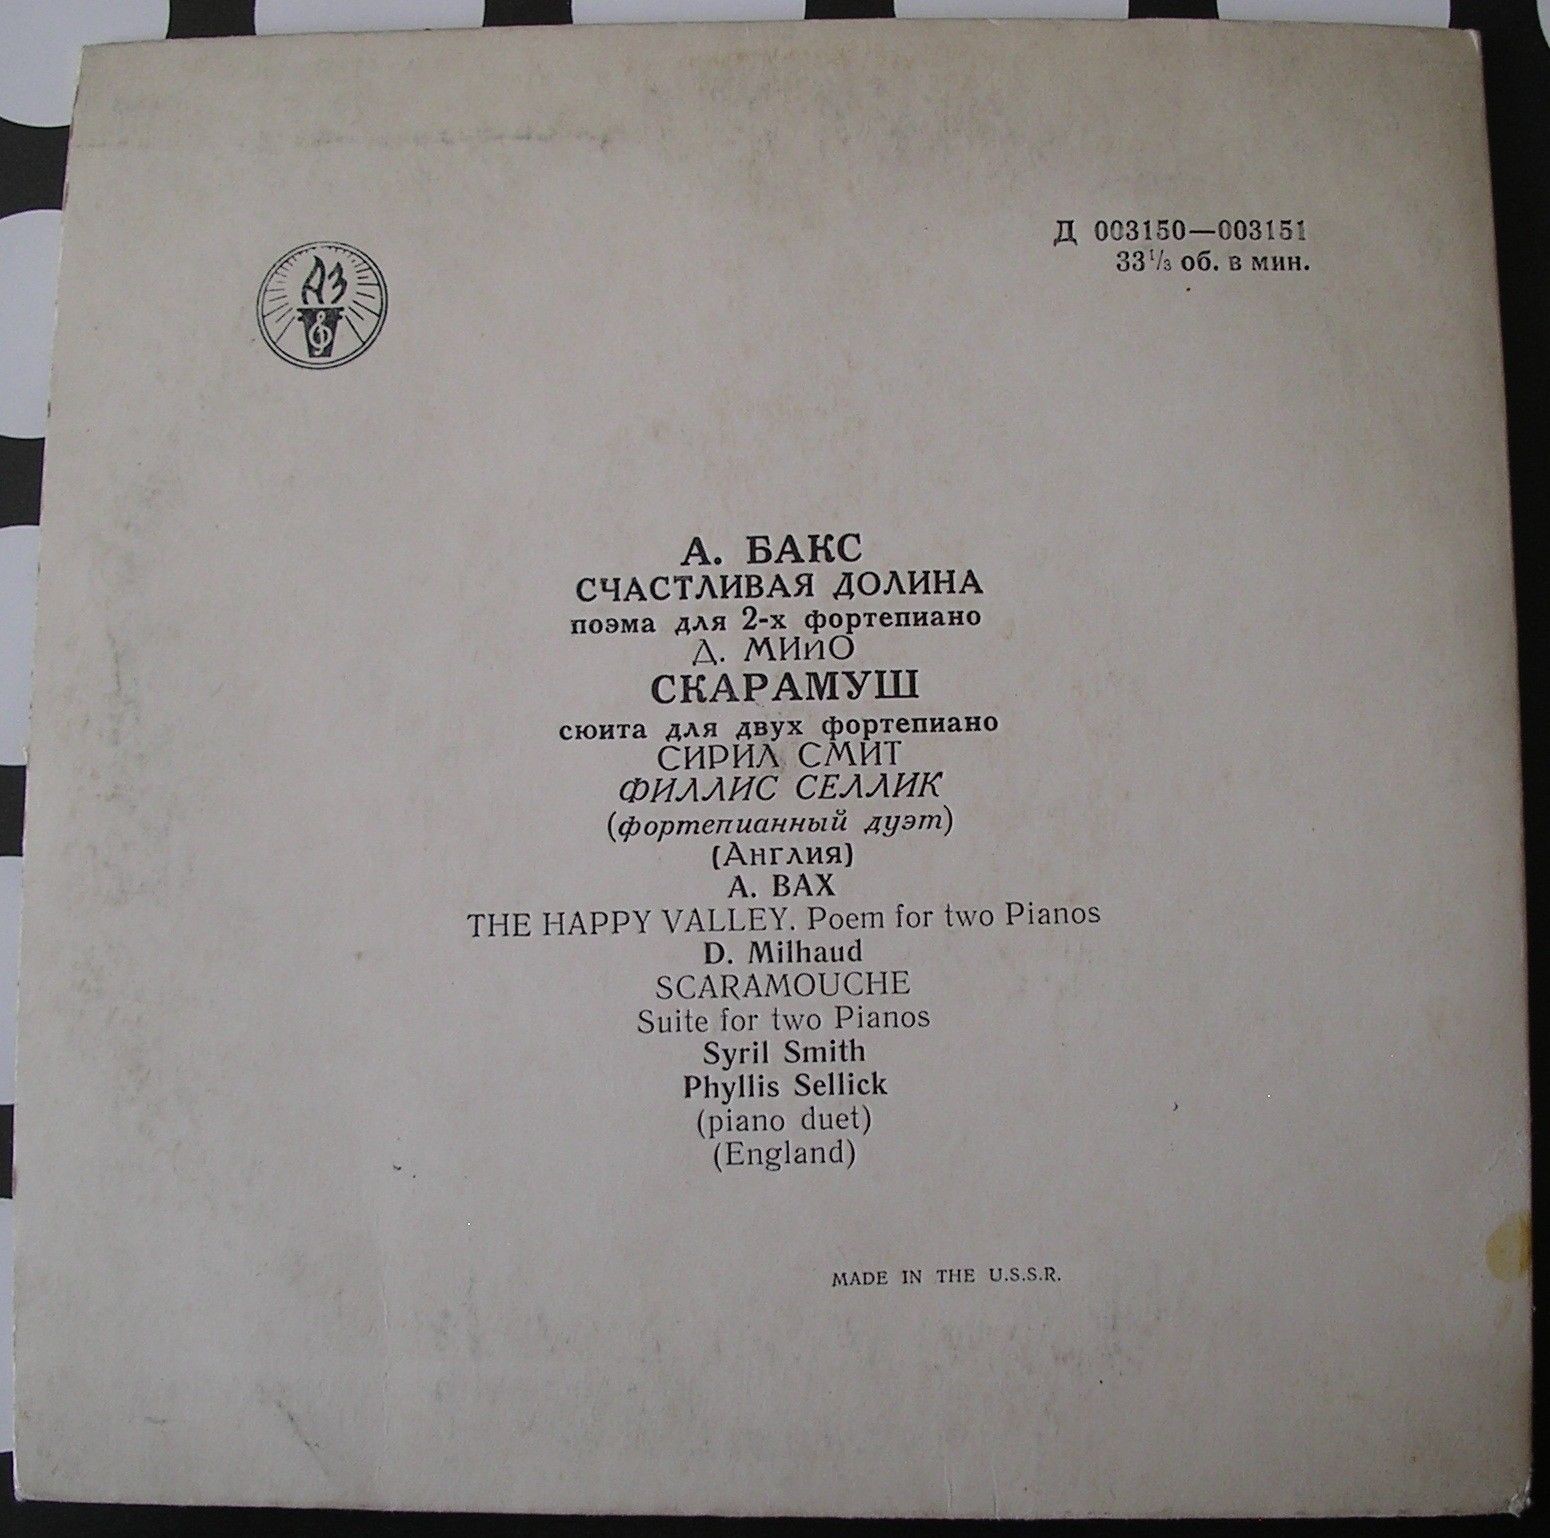 АЗ
Д 003150—003151
33⅓ об. в мин.
А. БАКС
СЧАСТЛИВАЯ ДОЛИНА
поэма для 2-х фортепиано
Д. МИйО
СКАРАМУШ
сюита для двух фортепиано
СИРИЛ СМИТ
ФИЛЛИС СЕЛЛИК
(фортепианный дуэт)
(Англия)
A. BAX
THE HAPPY VALLEY. Poem for two Pianos
D. Milhaud
SCARAMOUCHE
Suite for two Pianos
Syril Smith
Phyllis Sellick
(piano duet)
(England)
MADE IN THE U.S.S.R.